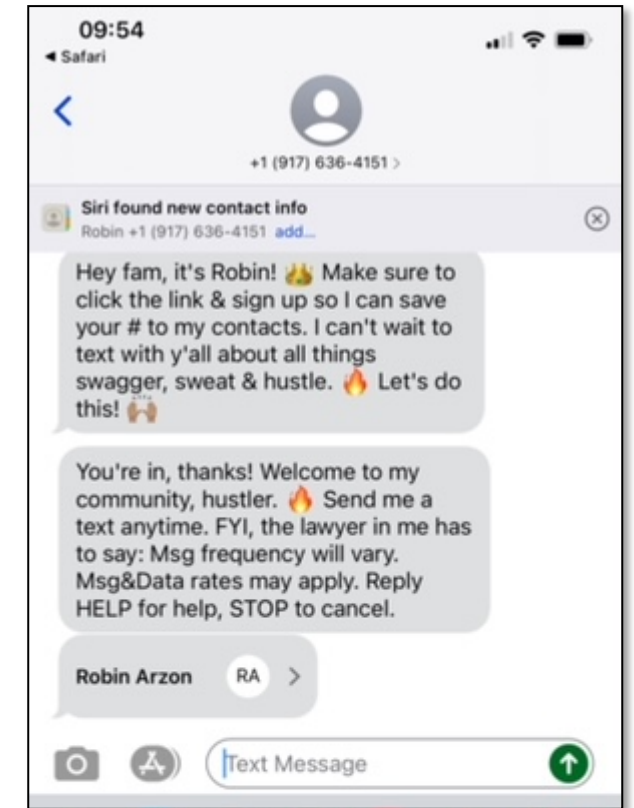 09:54
◀ Safari
+1 (917) 636-4151 >
Siri found new contact info
Robin +1 (917) 636-4151 add...
Hey fam, it's Robin! 👑 Make sure to
click the link & sign up so I can save
your # to my contacts. I can't wait to
text with y'all about all things
swagger, sweat & hustle. 🔥 Let's do
this! 🙌🏽
You're in, thanks! Welcome to my
community, hustler. 🔥 Send me a
text anytime. FYI, the lawyer in me has
to say: Msg frequency will vary.
Msg&Data rates may apply. Reply
HELP for help, STOP to cancel.
Robin Arzon RA >
Text Message